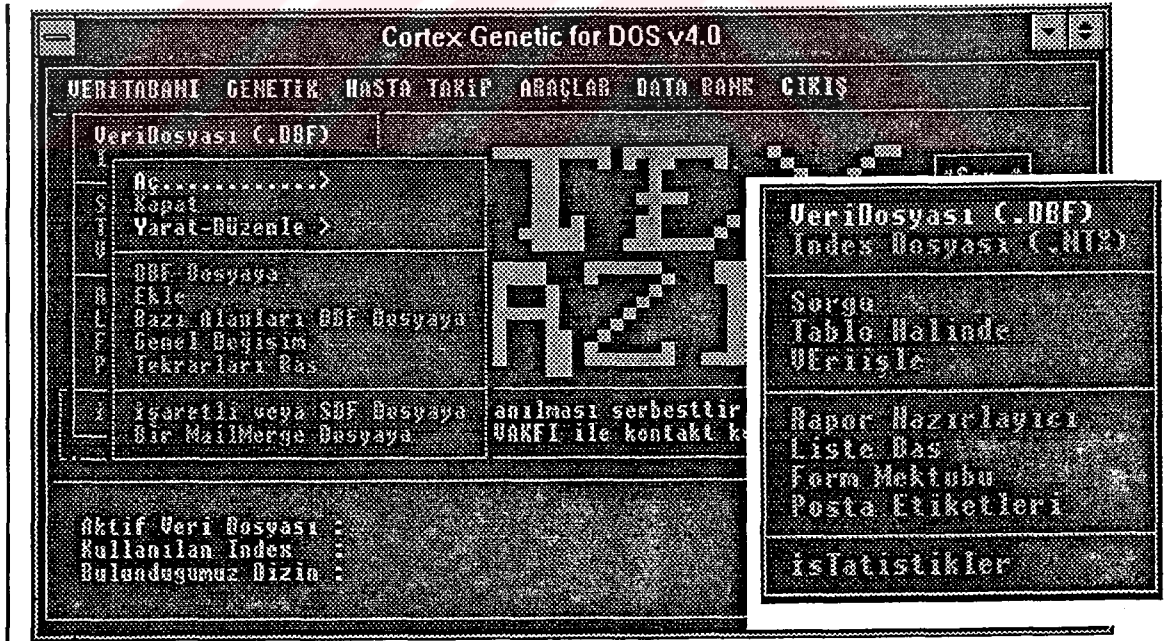 Cortex Genetic for DOS v4.0
VERiTABANI GENETiK HASTA TAKiP ARAÇLAR DATA BANK CIKIŞ
VeriDosyası (.DBF)
Aç............>
Kapat
Yarat-Düzenle >
DBF Dosyaya
Ekle
Bazı Alanları DBF Dosyaya
Genel Degisim
Tekrarları Bas
işaretli veya SDF Dosyaya
Bir MailMerge Dosyaya
anılması serbesttir
VAKFI ile kontakt
Aktif Veri Dosyası :
Kullanılan Index :
Bulundugumuz Dizin :
VeriDosyası (.DBF)
Index Dosyası (.NTX)
Sorgu
Tablo Halinde
VEriişle
Rapor Hazırlayıcı
Liste Bas
Form Mektubu
Posta Etiketleri
isTatistikler